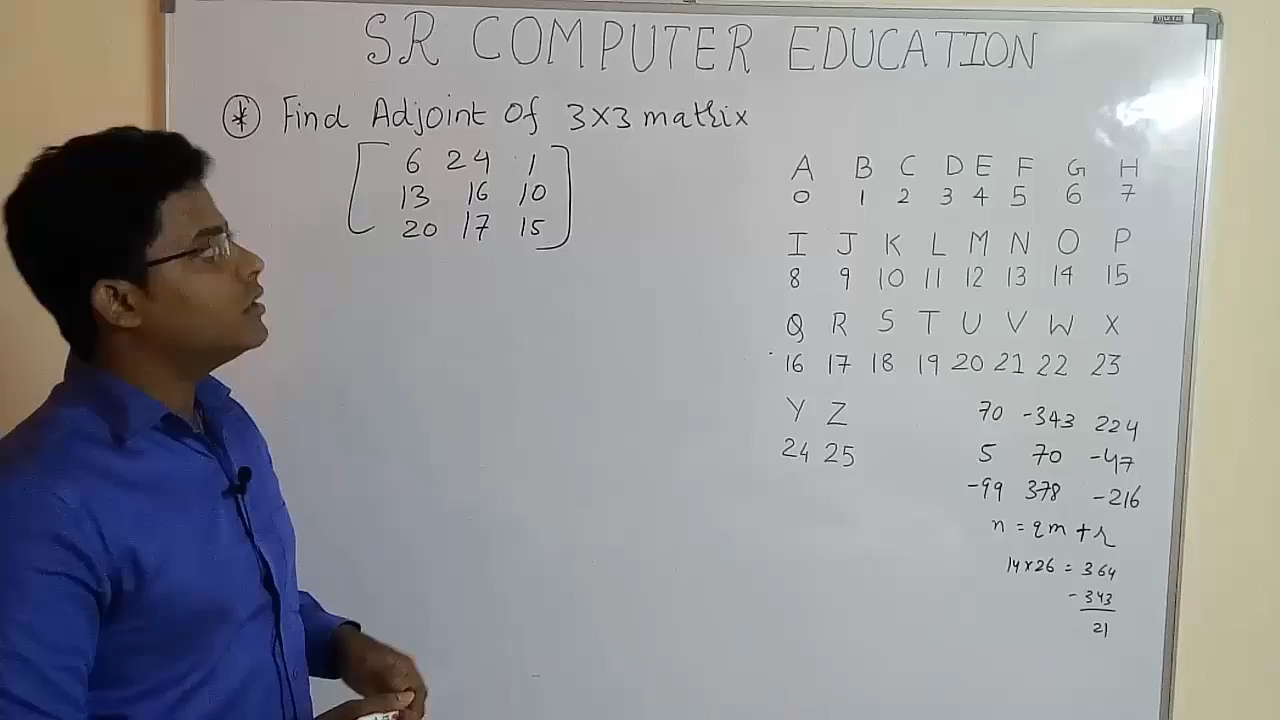 SR COMPUTER EDUCATION
* Find Adjoint Of 3x3 matrix
6 24 1
13 16 10
20 17 15
A B C D E F G H
0 1 2 3 4 5 6 7
I J K L M N O P
8 9 10 11 12 13 14 15
Q R S T U V W X
16 17 18 19 20 21 22 23
Y Z
24 25
70 -343 224
5 70 -47
-99 378 -216
n = qm + r
14x26 = 364
- 343
21